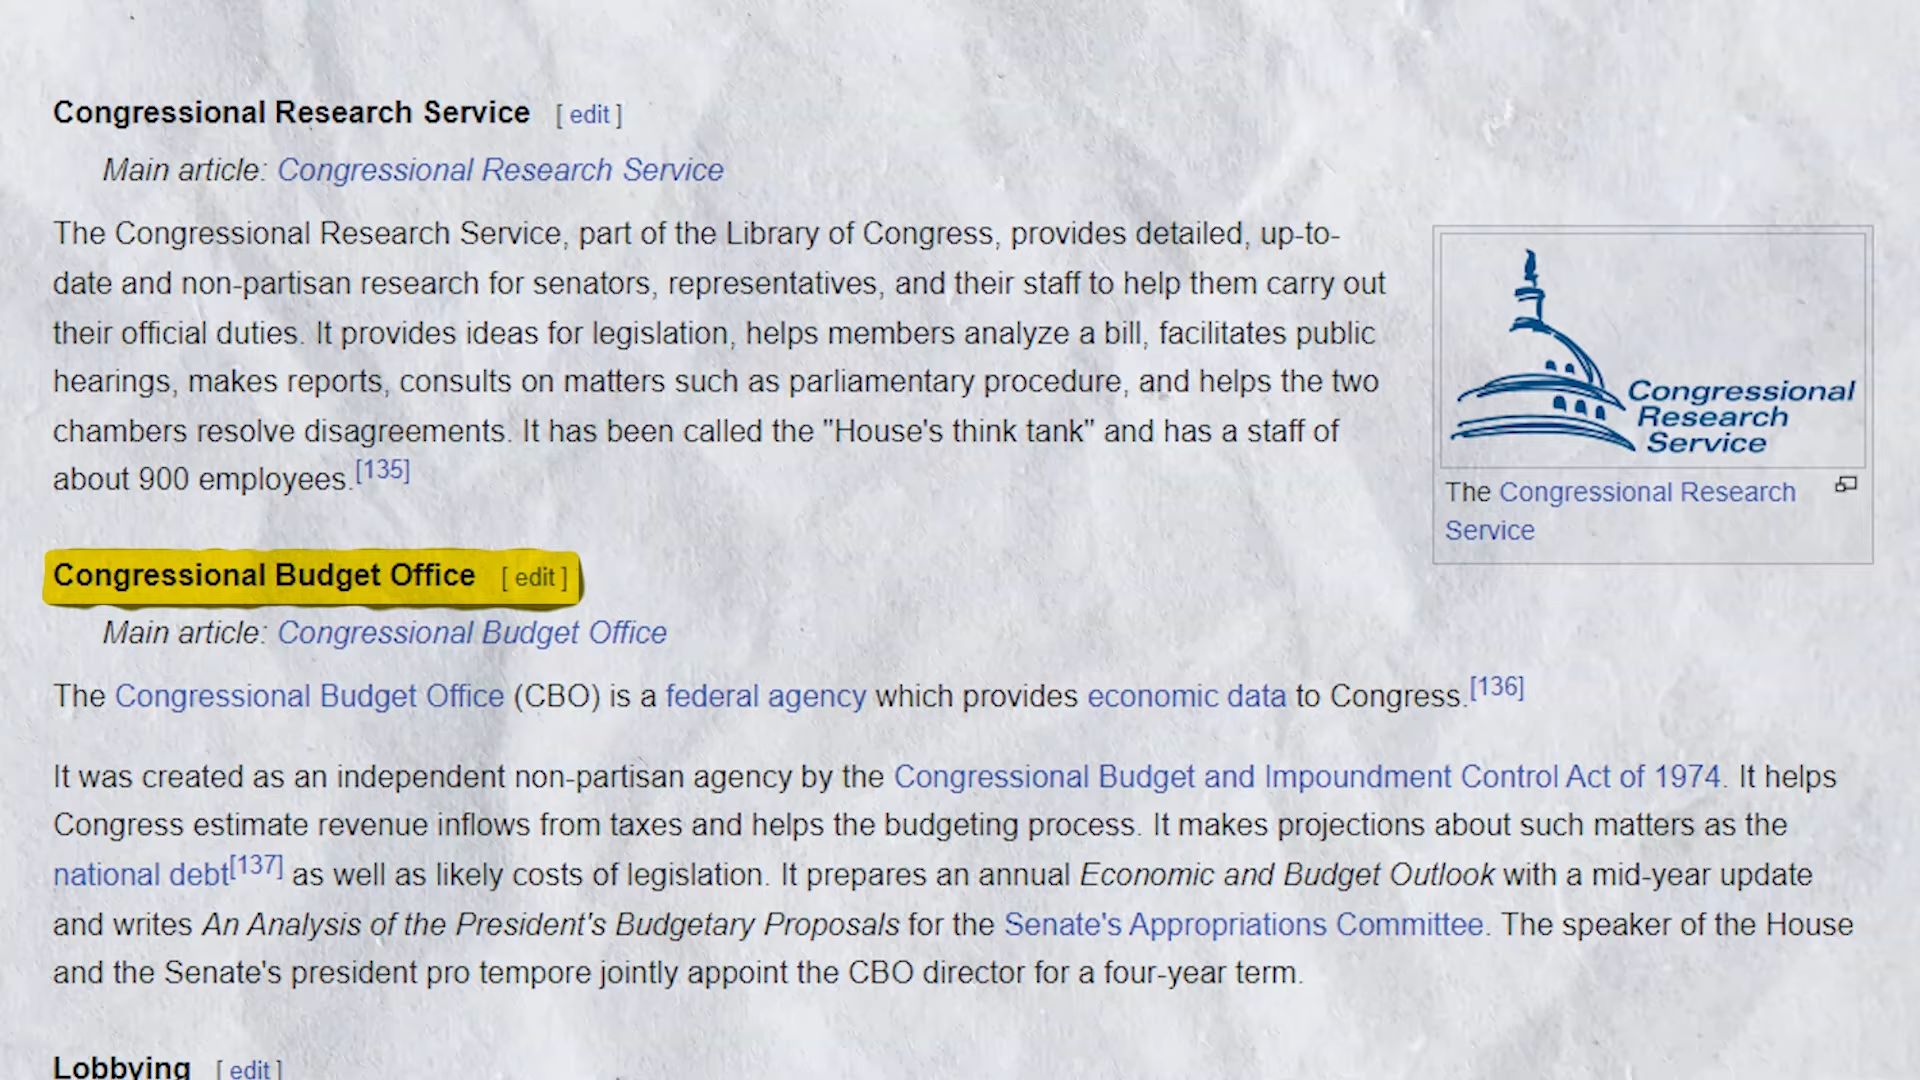 Congressional Research Service [ edit ]
Main article: Congressional Research Service
The Congressional Research Service, part of the Library of Congress, provides detailed, up-to-
date and non-partisan research for senators, representatives, and their staff to help them carry out
their official duties. It provides ideas for legislation, helps members analyze a bill, facilitates public
hearings, makes reports, consults on matters such as parliamentary procedure, and helps the two
chambers resolve disagreements. It has been called the "House's think tank" and has a staff of
about 900 employees.[135]
Congressional
Research
Service
The Congressional Research
Service
Congressional Budget Office [ edit ]
Main article: Congressional Budget Office
The Congressional Budget Office (CBO) is a federal agency which provides economic data to Congress.[136]
It was created as an independent non-partisan agency by the Congressional Budget and Impoundment Control Act of 1974. It helps
Congress estimate revenue inflows from taxes and helps the budgeting process. It makes projections about such matters as the
national debt[137] as well as likely costs of legislation. It prepares an annual Economic and Budget Outlook with a mid-year update
and writes An Analysis of the President's Budgetary Proposals for the Senate's Appropriations Committee. The speaker of the House
and the Senate's president pro tempore jointly appoint the CBO director for a four-year term.
Lobbying [ edit ]